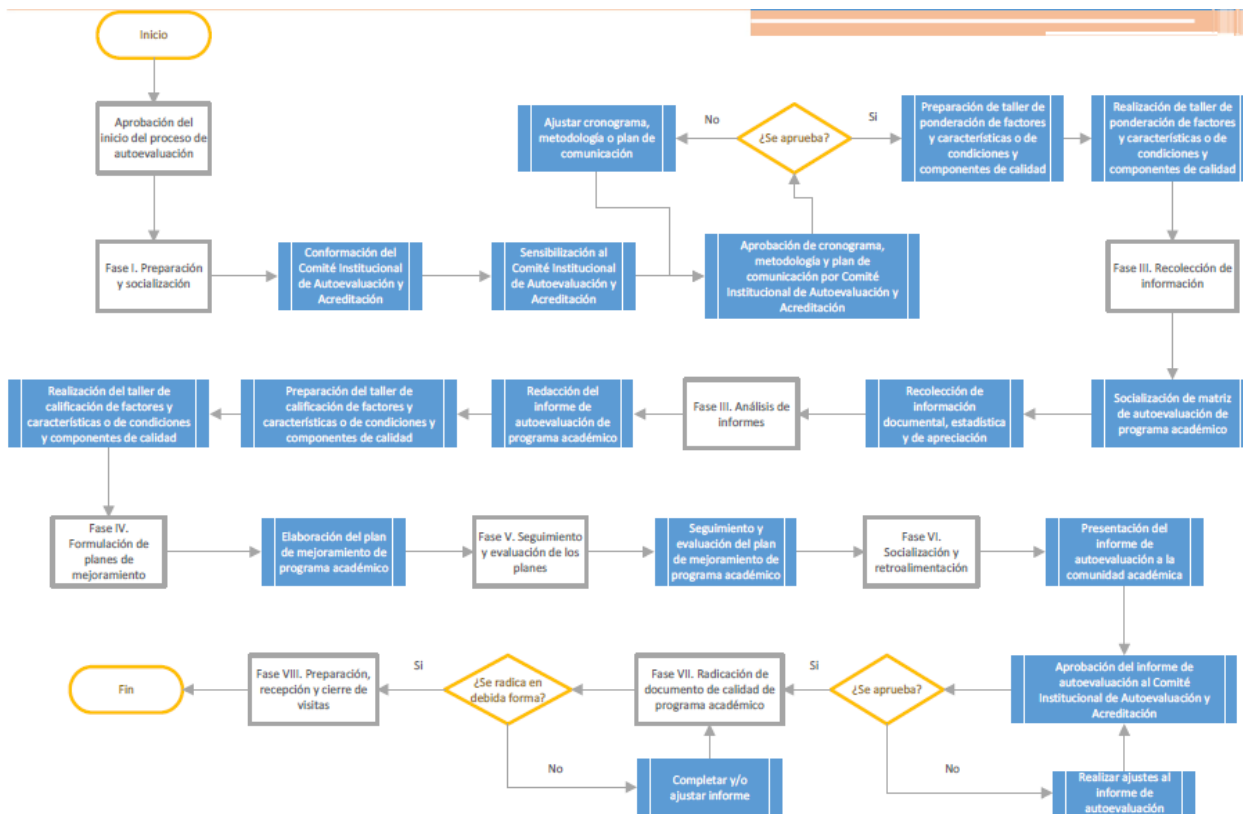 Inicio
Aprobación del
inicio del proceso de
autoevaluación
Fase I. Preparación
y socialización
Conformación del
Comité Institucional
de Autoevaluación y
Acreditación
Sensibilización al
Comité Institucional
de Autoevaluación y
Acreditación
Aprobación de cronograma,
metodología y plan de
comunicación por Comité
Institucional de Autoevaluación y
Acreditación
¿Se aprueba?
No
Ajustar cronograma,
metodología o plan de
comunicación
Si
Preparación de taller de
ponderación de factores
y características o de
condiciones y
componentes de calidad
Realización de taller de
ponderación de factores
y características o de
condiciones y
componentes de calidad
Fase III. Recolección de
información
Socialización de matriz
de autoevaluación de
programa académico
Recolección de
información
documental, estadística
y de apreciación
Fase III. Análisis de
informes
Redacción del
informe de
autoevaluación de
programa académico
Preparación del taller de
calificación de factores y
características o de condiciones y
componentes de calidad
Realización del taller de
calificación de factores y
características o de condiciones
y componentes de calidad
Fase IV.
Formulación de
planes de
mejoramiento
Elaboración del plan
de mejoramiento de
programa académico
Fase V. Seguimiento
y evaluación de los
planes
Seguimiento y
evaluación del plan
de mejoramiento de
programa académico
Fase VI.
Socialización y
retroalimentación
Presentación del
informe de
autoevaluación a la
comunidad académica
Aprobación del informe de
autoevaluación al Comité
Institucional de Autoevaluación y
Acreditación
¿Se aprueba?
No
Realizar ajustes al
informe de
autoevaluación
Si
Fase VII. Radicación de
documento de calidad de
programa académico
¿Se radica en
debida forma?
No
Completar y/o
ajustar informe
Si
Fase VIII. Preparación,
recepción y cierre de
visitas
Fin